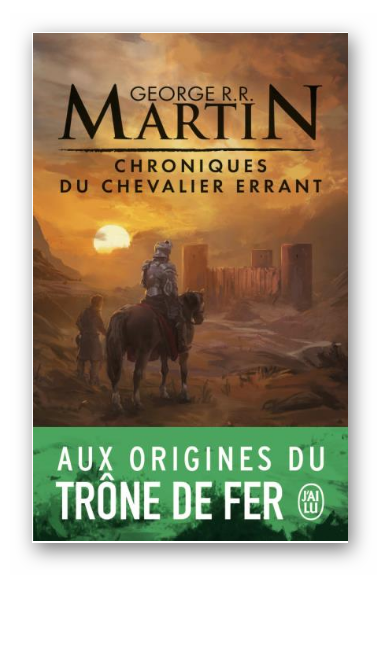 GEORGE R.R.
MARTIN
CHRONIQUES
DU CHEVALIER ERRANT
AUX ORIGINES DU
TRÔNE DE FER
J'AI
LU